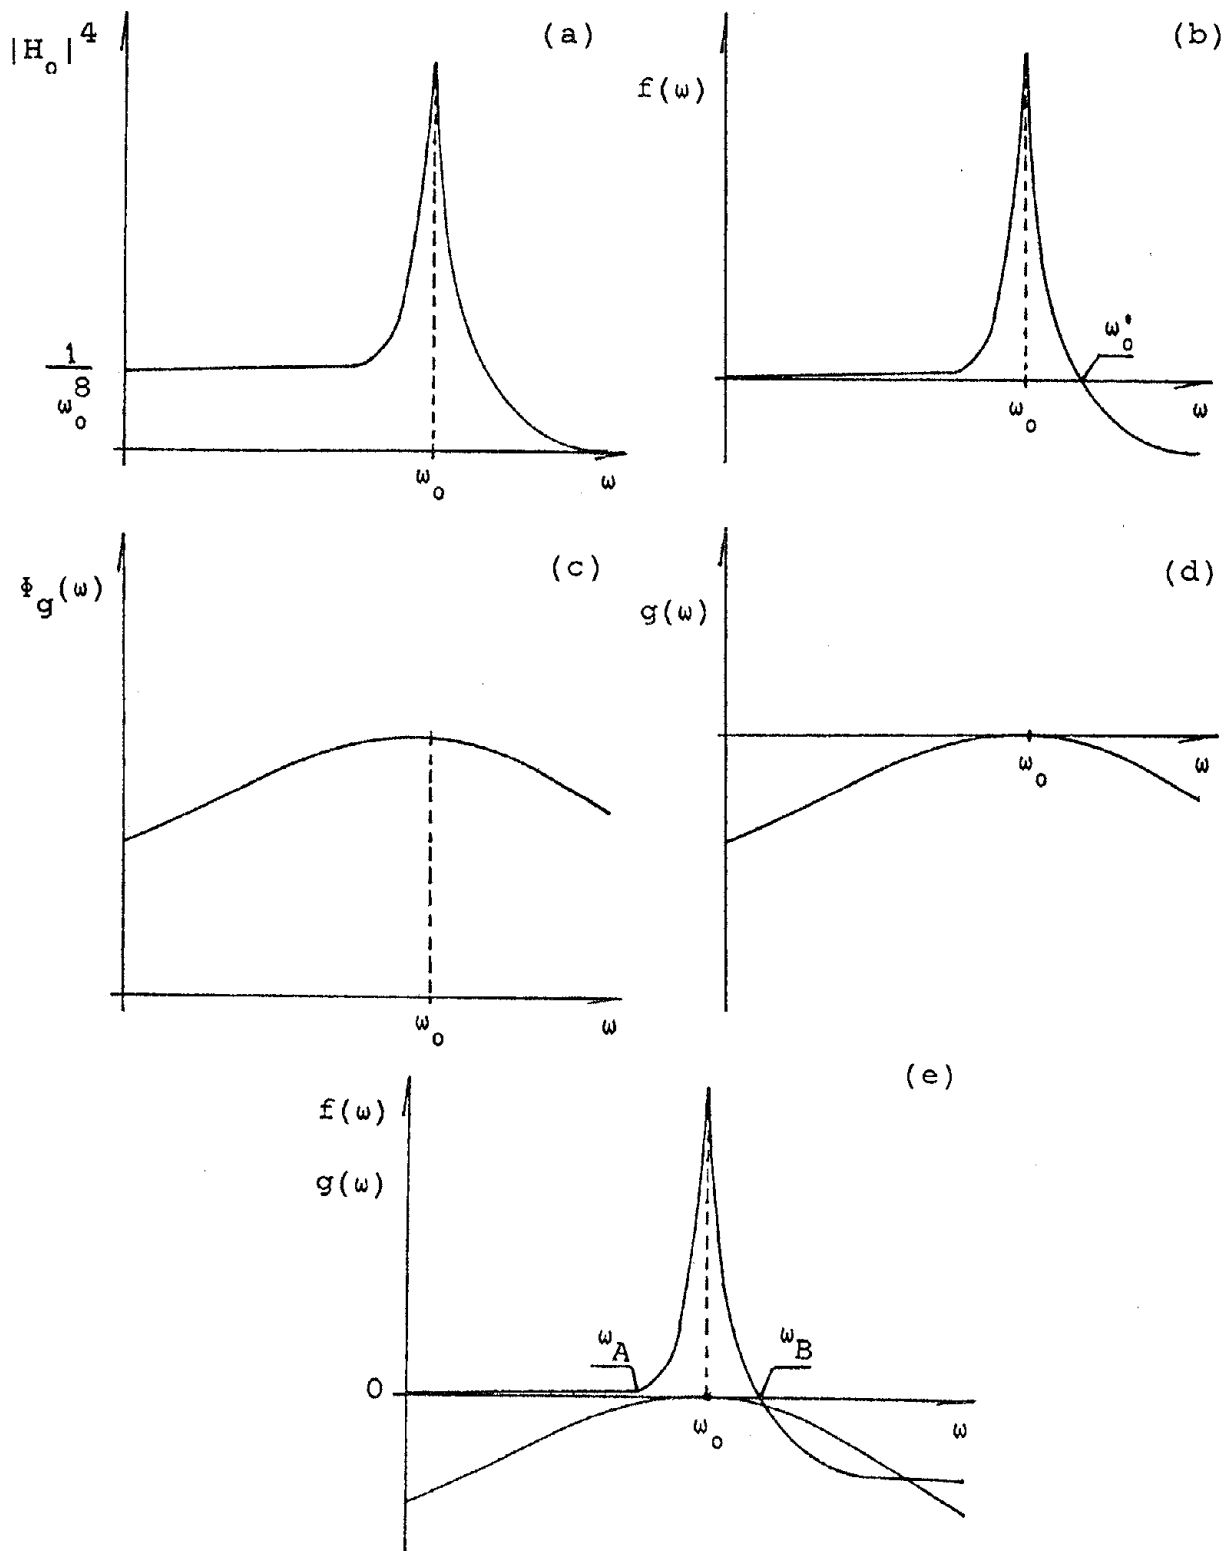 (a)
|H_o|^4
1/ω_o^8
ω_o
ω
(b)
f(ω)
ω_o*
ω_o
ω
(c)
Φ_g(ω)
ω_o
ω
(d)
g(ω)
ω_o
ω
(e)
f(ω)
g(ω)
ω_A
ω_B
0
ω_o
ω